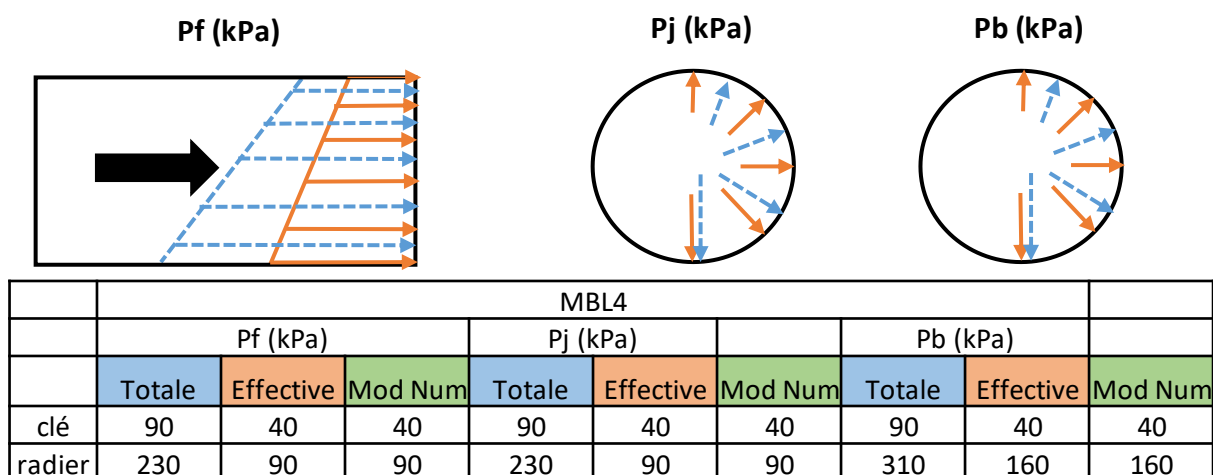 Pf (kPa) Pj (kPa) Pb (kPa)
MBL4
Pf (kPa) Pj (kPa) Pb (kPa)
Totale Effective Mod Num Totale Effective Mod Num Totale Effective Mod Num
clé 90 40 40 90 40 40 90 40 40
radier 230 90 90 230 90 90 310 160 160